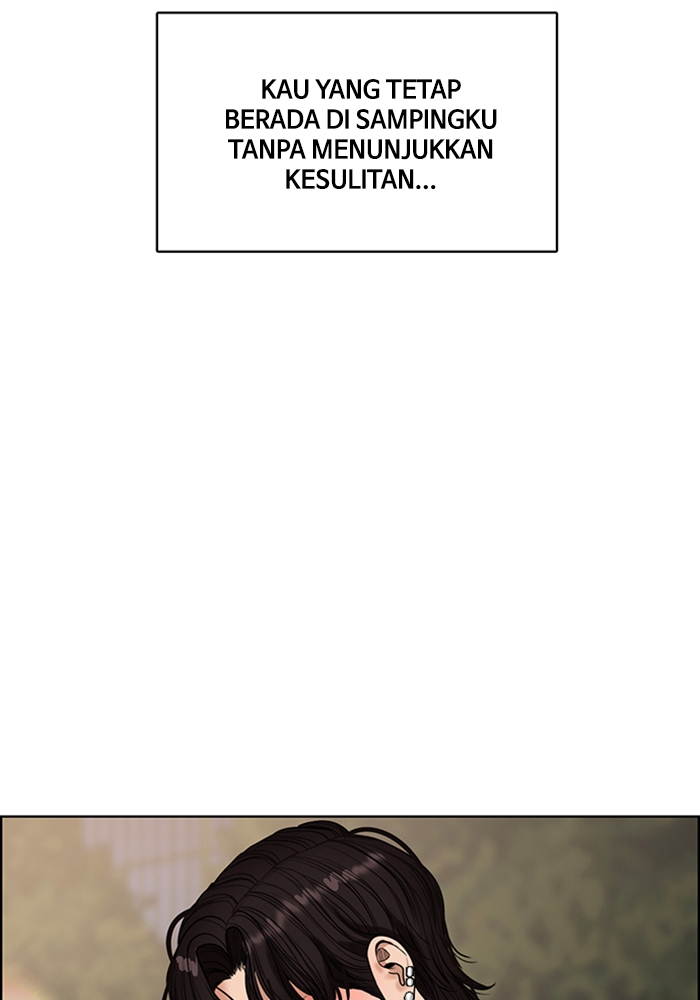 KAU YANG TETAP
BERADA DI SAMPINGKU
TANPA MENUNJUKKAN
KESULITAN...